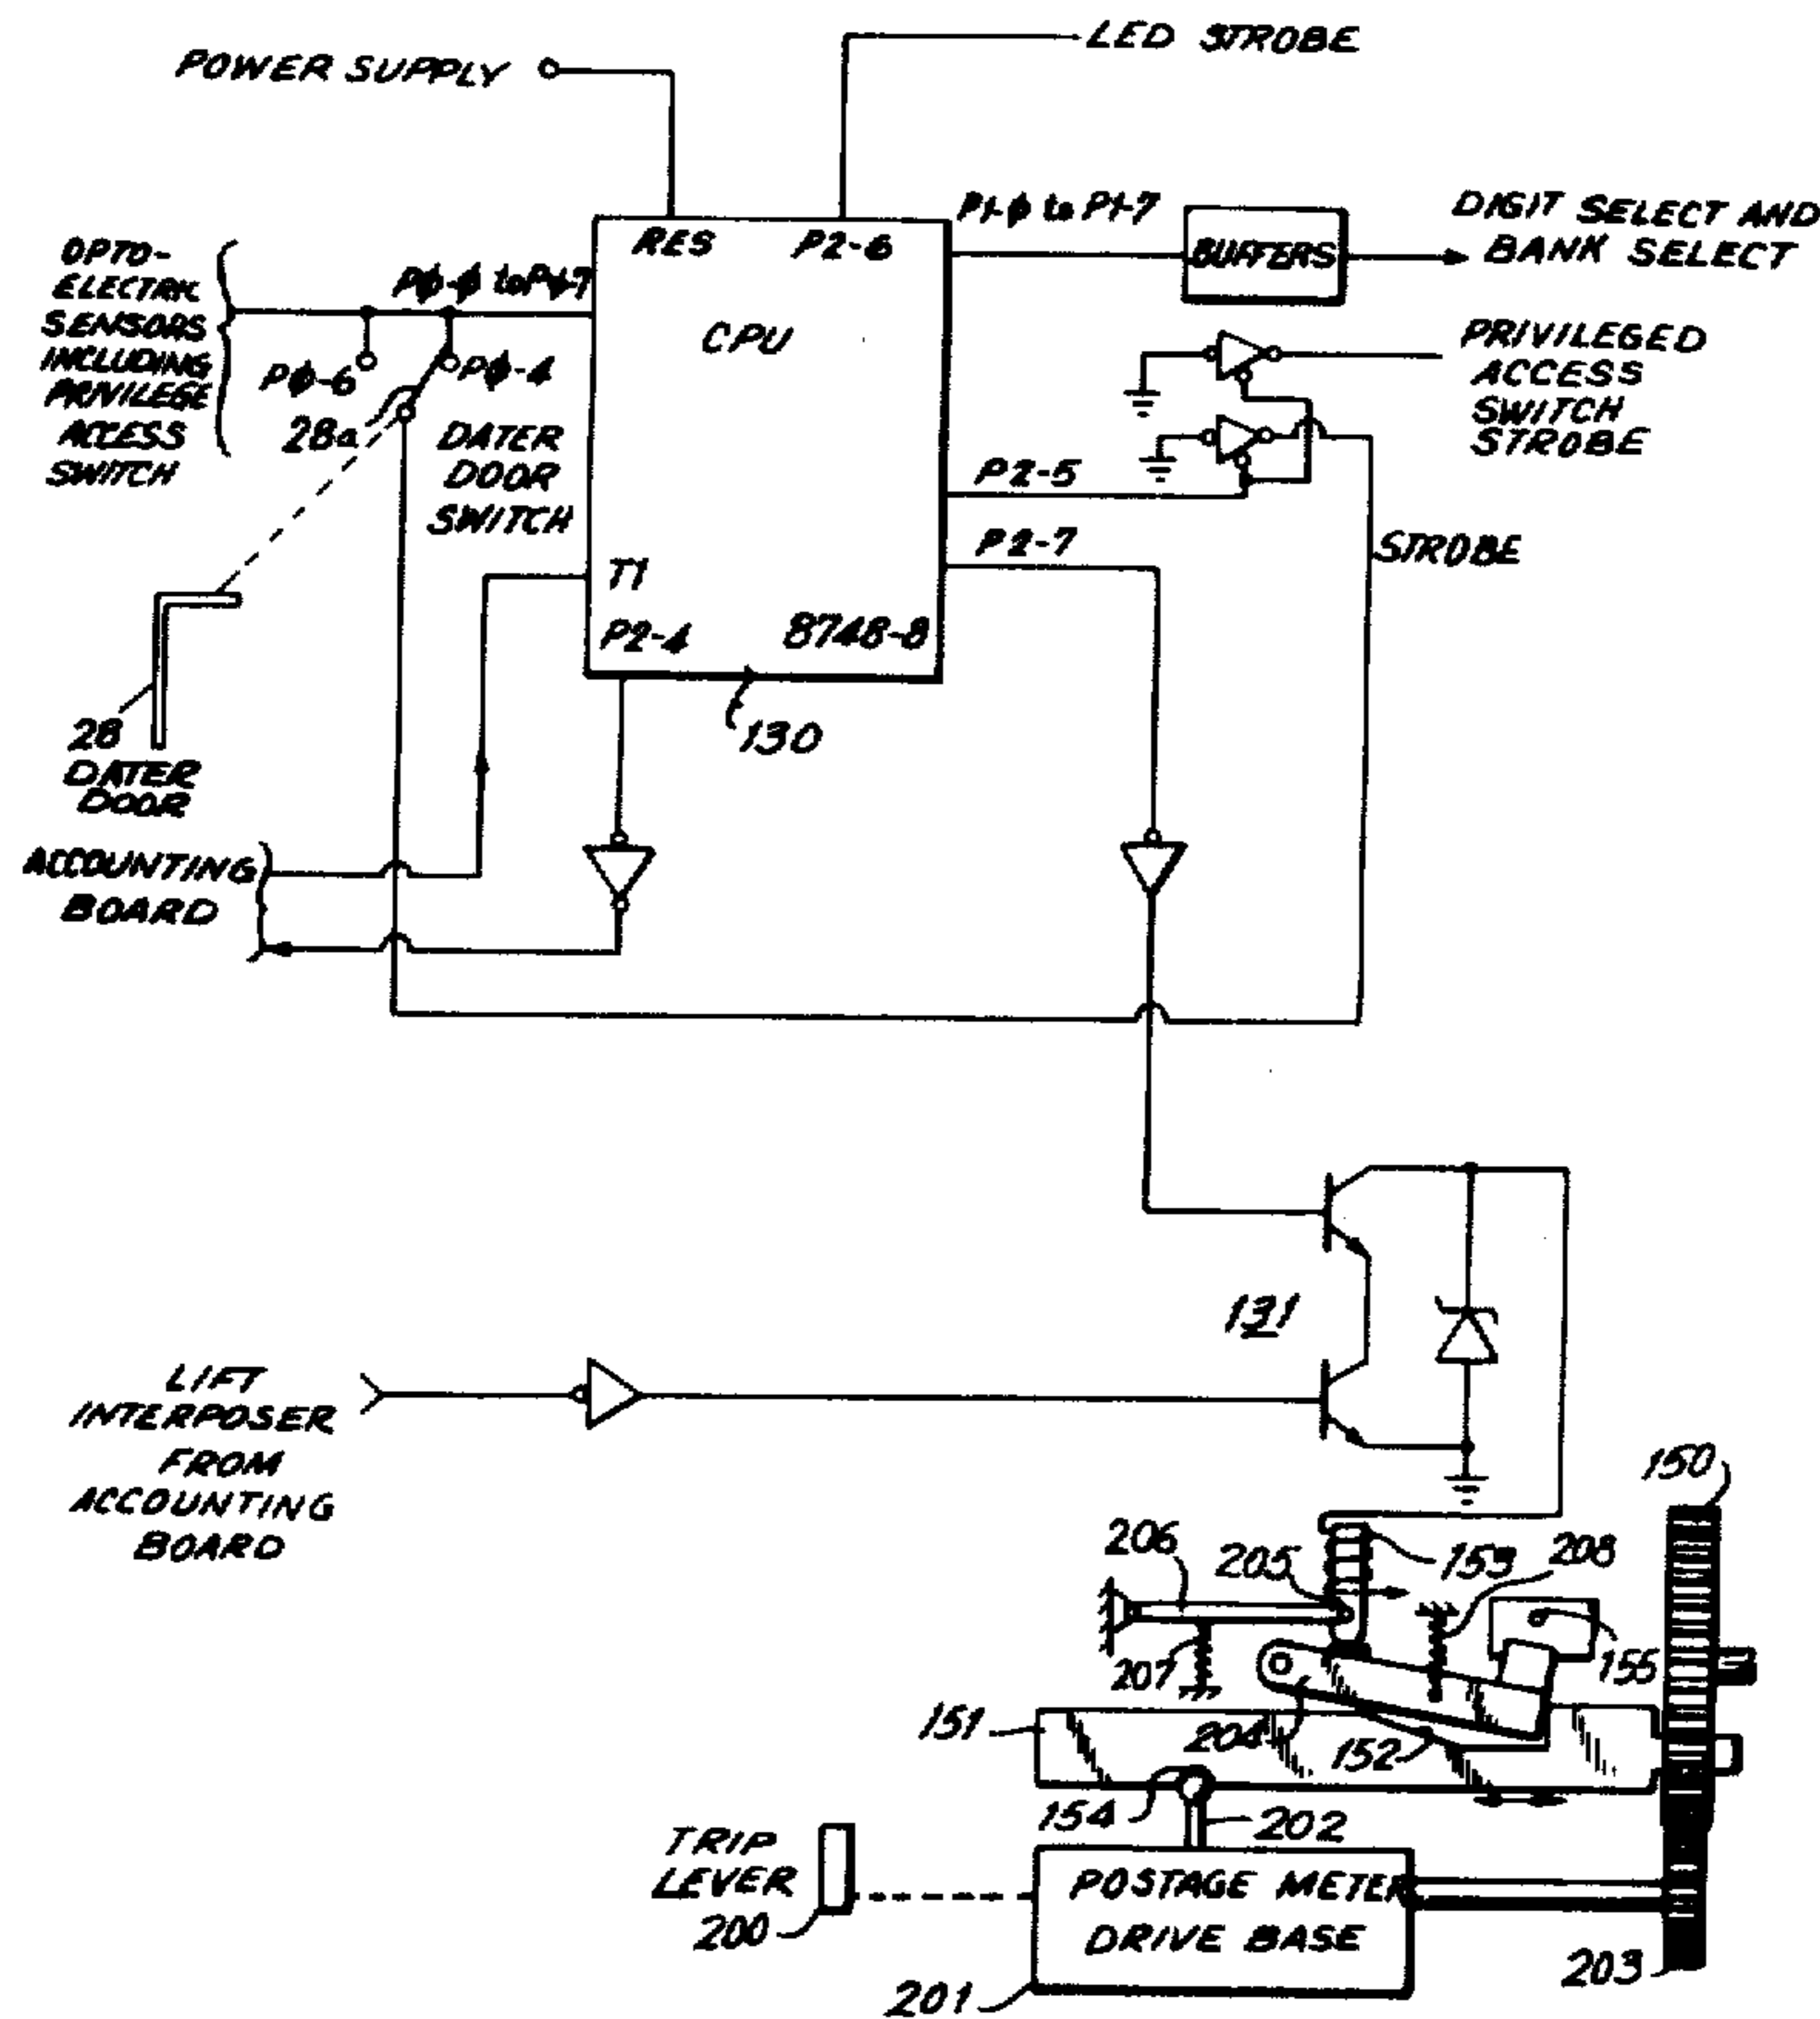 POWER SUPPLY
LED STROBE
RES
P2-6
P1-ϕ to P1-7
BUFFERS
DIGIT SELECT AND
BANK SELECT
OPTO-
ELECTRIC
SENSORS
INCLUDING
PRIVILEGE
ACCESS
SWITCH
Pϕ-ϕ to Pϕ-7
CPU
Pϕ-6
Pϕ-4
28a
DATER
DOOR
SWITCH
PRIVILEGED
ACCESS
SWITCH
STROBE
P2-5
P2-7
STROBE
T1
P2-4
8748-8
130
28
DATER
DOOR
ACCOUNTING
BOARD
131
LIFT
INTERPOSER
FROM
ACCOUNTING
BOARD
150
206
205
153
208
207
155
151
204
152
154
202
TRIP
LEVER
200
POSTAGE METER
DRIVE BASE
201
203